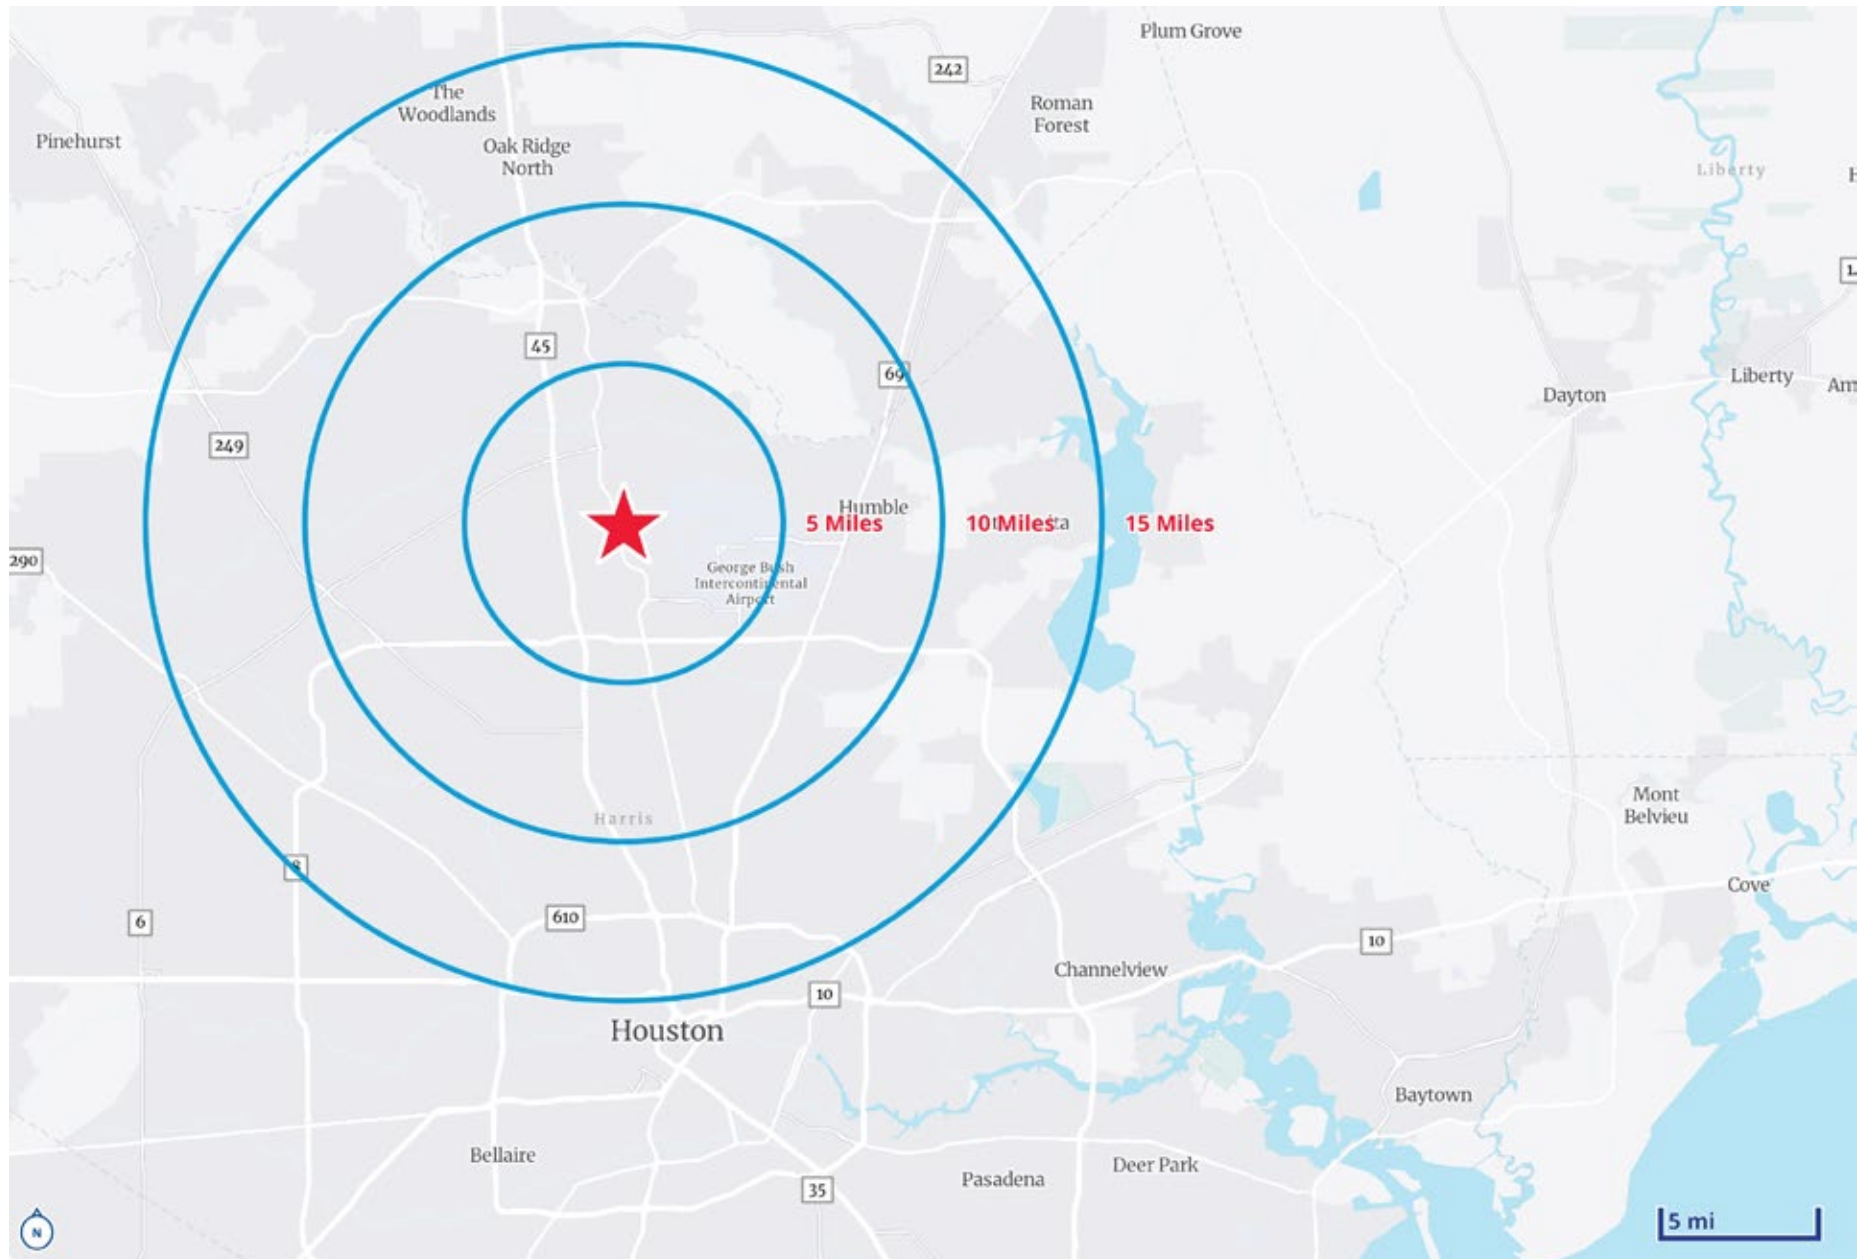 Plum Grove
242
The
Woodlands
Roman
Forest
Pinehurst
Oak Ridge
North
Liberty
45
69
Liberty
Dayton
Am
249
Humble
5 Miles
10 Miles
15 Miles
290
George Bush
Intercontinental
Airport
Mont
Belvieu
Harris
8
Cove
6
610
10
Channelview
10
Houston
Baytown
Bellaire
Deer Park
Pasadena
35
N
5 mi